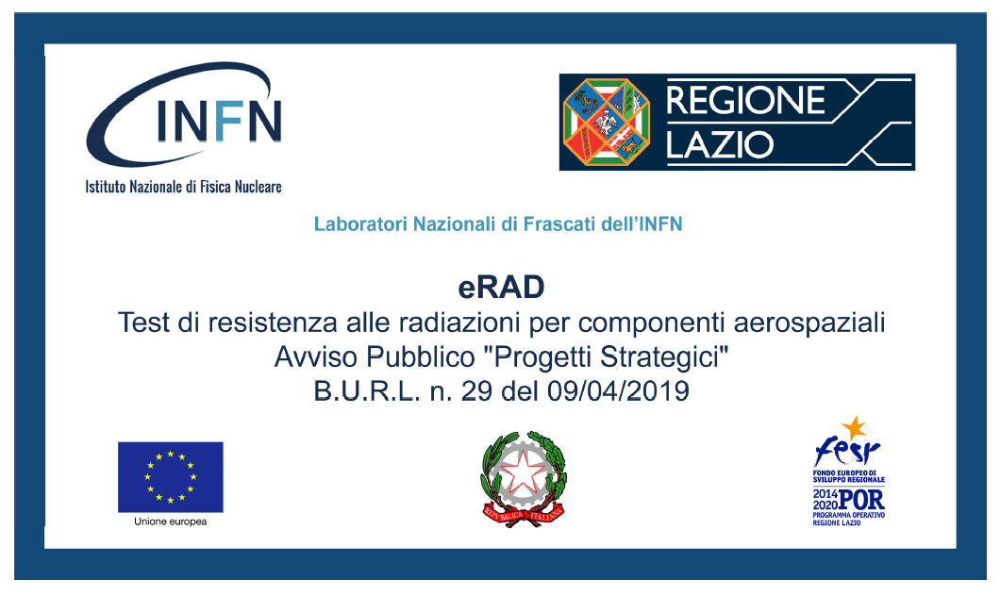 INFN
Istituto Nazionale di Fisica Nucleare
REGIONE
LAZIO
Laboratori Nazionali di Frascati dell'INFN
eRAD
Test di resistenza alle radiazioni per componenti aerospaziali
Avviso Pubblico "Progetti Strategici"
B.U.R.L. n. 29 del 09/04/2019
Unione europea
REPVBBLICA ITALIANA
fesr
FONDO EUROPEO DI
SVILUPPO REGIONALE
2014
2020 POR
PROGRAMMA OPERATIVO
REGIONE LAZIO